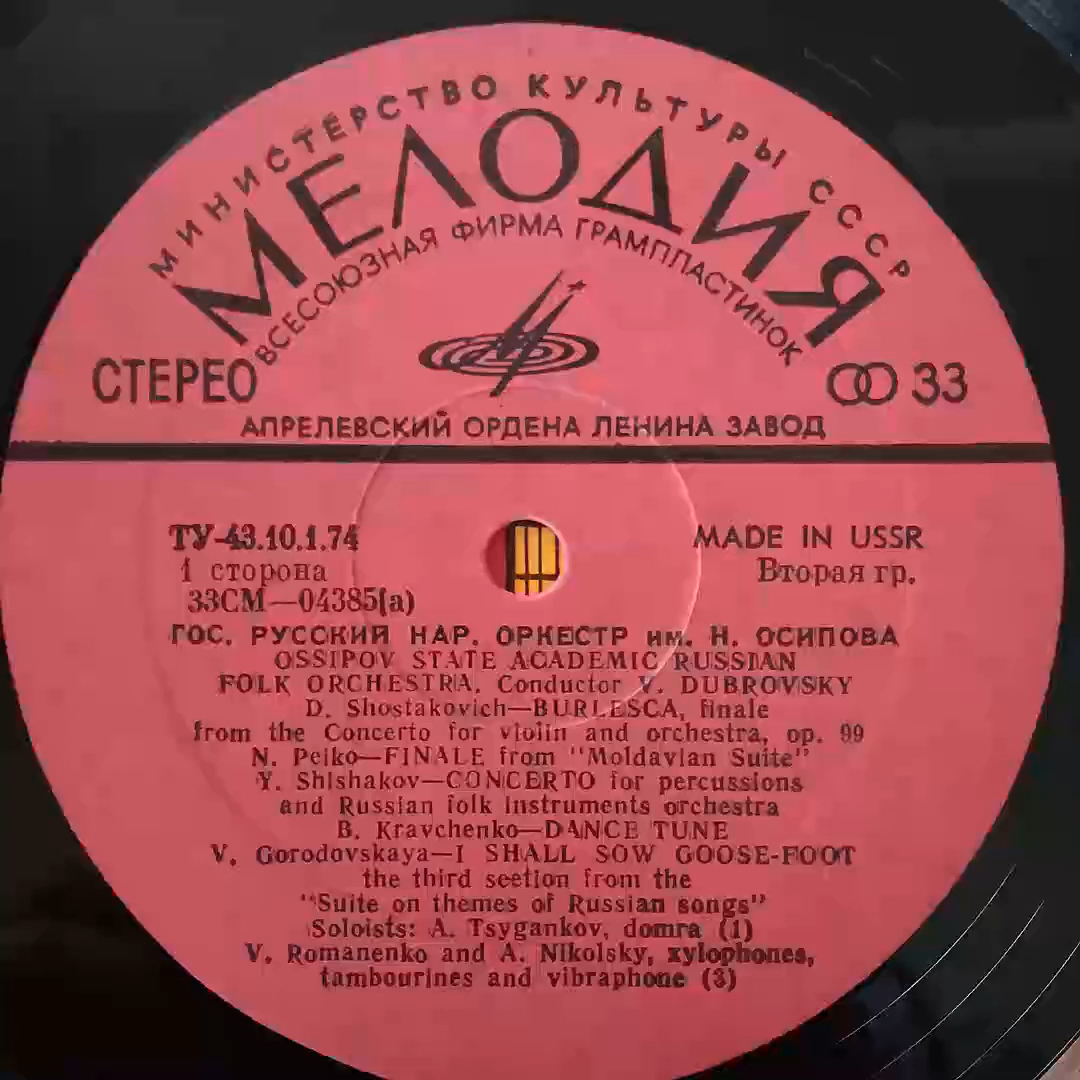 МИНИСТЕРСТВО КУЛЬТУРЫ СССР
МЕЛОДИЯ
ВСЕСОЮЗНАЯ ФИРМА ГРАМПЛАСТИНОК
СТЕРЕО 33
АПРЕЛЕВСКИЙ ОРДЕНА ЛЕНИНА ЗАВОД
ТУ-43.10.1.74 MADE IN USSR
1 сторона Вторая гр.
33СМ—04385(а)
ГОС. РУССКИЙ НАР. ОРКЕСТР им. Н. ОСИПОВА
OSSIPOV STATE ACADEMIC RUSSIAN
FOLK ORCHESTRA, Conductor V. DUBROVSKY
D. Shostakovich—BURLESCA, finale
from the Concerto for violin and orchestra, op. 99
N. Peiko—FINALE from "Moldavian Suite"
Y. Shishakov—CONCERTO for percussions
and Russian folk instruments orchestra
B. Kravchenko—DANCE TUNE
V. Gorodovskaya—I SHALL SOW GOOSE-FOOT
the third seetion from the
"Suite on themes of Russian songs"
Soloists: A. Tsygankov, domra (1)
V. Romanenko and A. Nikolsky, xylophones,
tambourines and vibraphone (3)